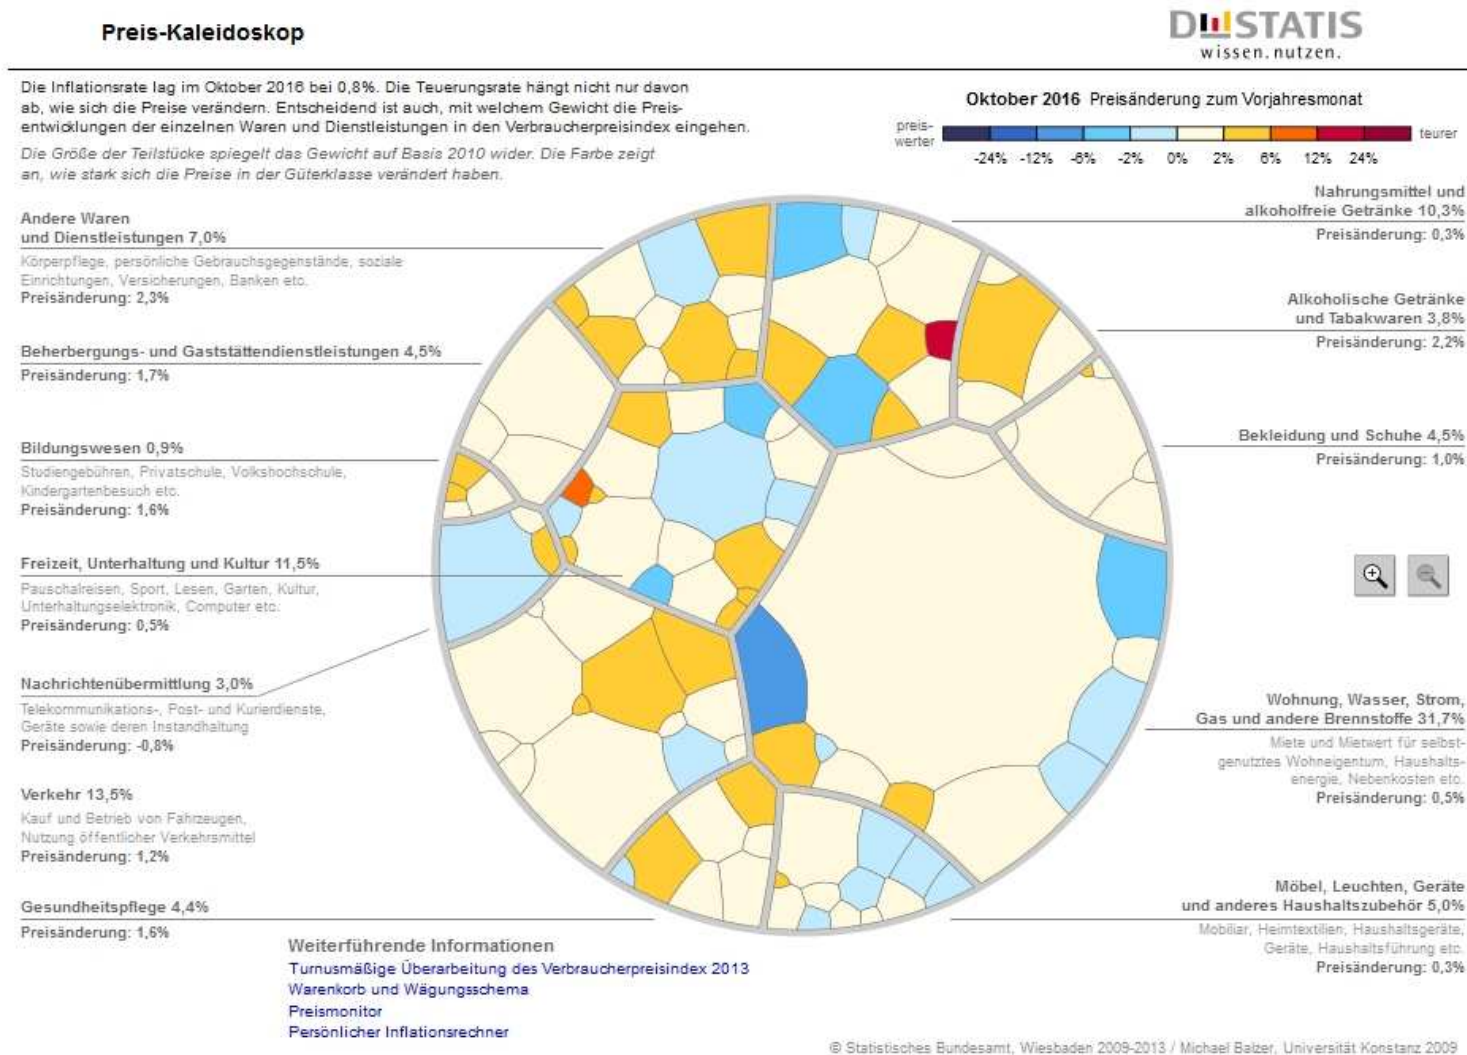 Preis-Kaleidoskop
DESTATIS
wissen.nutzen.
Die Inflationsrate lag im Oktober 2016 bei 0,8%. Die Teuerungsrate hängt nicht nur davon
ab, wie sich die Preise verändern. Entscheidend ist auch, mit welchem Gewicht die Preis-
entwicklungen der einzelnen Waren und Dienstleistungen in den Verbraucherpreisindex eingehen.
Die Größe der Teilstücke spiegelt das Gewicht auf Basis 2010 wider. Die Farbe zeigt
an, wie stark sich die Preise in der Güterklasse verändert haben.
Oktober 2016 Preisänderung zum Vorjahresmonat
preis-
werter
teurer
-24% -12% -6% -2% 0% 2% 6% 12% 24%
Andere Waren
und Dienstleistungen 7,0%
Körperpflege, persönliche Gebrauchsgegenstände, soziale
Einrichtungen, Versicherungen, Banken etc.
Preisänderung: 2,3%
Beherbergungs- und Gaststättendienstleistungen 4,5%
Preisänderung: 1,7%
Bildungswesen 0,9%
Studiengebühren, Privatschule, Volkshochschule,
Kindergartenbesuch etc.
Preisänderung: 1,6%
Freizeit, Unterhaltung und Kultur 11,5%
Pauschalreisen, Sport, Lesen, Garten, Kultur,
Unterhaltungselektronik, Computer etc.
Preisänderung: 0,5%
Nachrichtenübermittlung 3,0%
Telekommunikations-, Post- und Kurierdienste,
Geräte sowie deren Instandhaltung
Preisänderung: -0,8%
Verkehr 13,5%
Kauf und Betrieb von Fahrzeugen,
Nutzung öffentlicher Verkehrsmittel
Preisänderung: 1,2%
Gesundheitspflege 4,4%
Preisänderung: 1,6%
Nahrungsmittel und
alkoholfreie Getränke 10,3%
Preisänderung: 0,3%
Alkoholische Getränke
und Tabakwaren 3,8%
Preisänderung: 2,2%
Bekleidung und Schuhe 4,5%
Preisänderung: 1,0%
Wohnung, Wasser, Strom,
Gas und andere Brennstoffe 31,7%
Miete und Mietwert für selbst-
genutztes Wohneigentum, Haushalts-
energie, Nebenkosten etc.
Preisänderung: 0,5%
Möbel, Leuchten, Geräte
und anderes Haushaltszubehör 5,0%
Mobiliar, Heimtextilien, Haushaltsgeräte,
Geräte, Haushaltsführung etc.
Preisänderung: 0,3%
Weiterführende Informationen
Turnusmäßige Überarbeitung des Verbraucherpreisindex 2013
Warenkorb und Wägungsschema
Preismonitor
Persönlicher Inflationsrechner
© Statistisches Bundesamt, Wiesbaden 2009-2013 / Michael Balzer, Universität Konstanz 2009